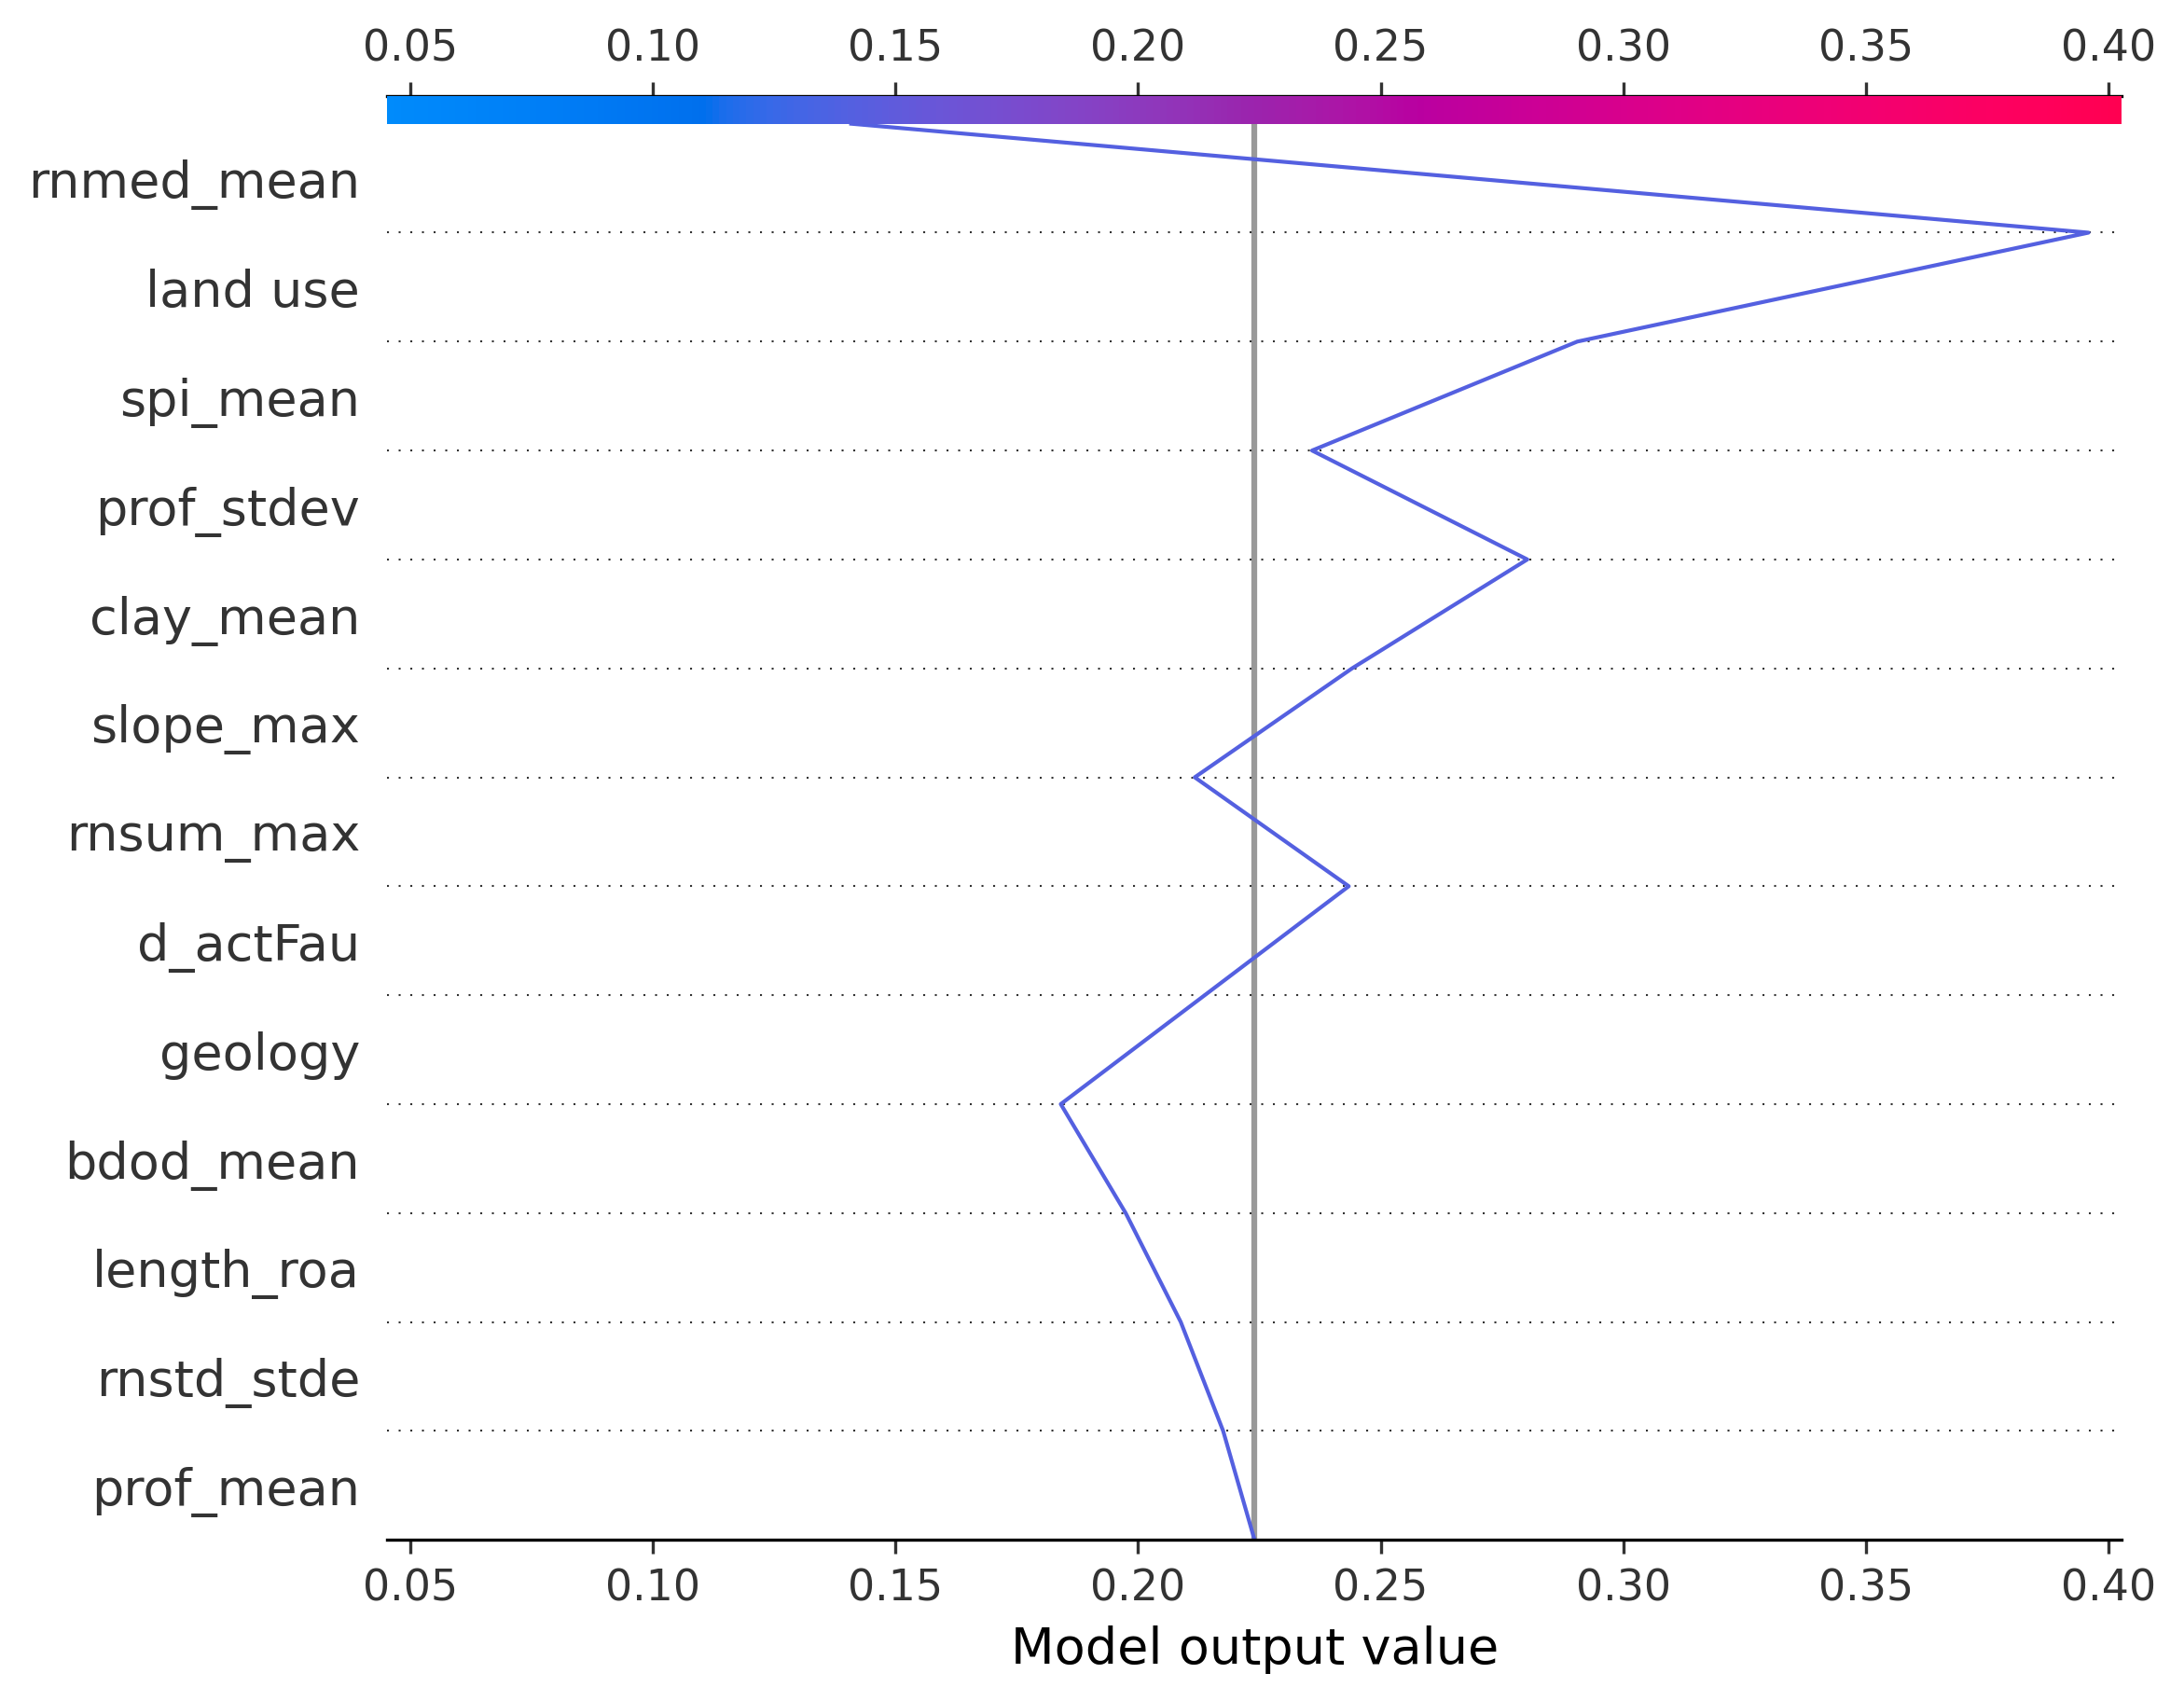 0.05 0.10 0.15 0.20 0.25 0.30 0.35 0.40
rnmed_mean
land use
spi_mean
prof_stdev
clay_mean
slope_max
rnsum_max
d_actFau
geology
bdod_mean
length_roa
rnstd_stde
prof_mean
0.05 0.10 0.15 0.20 0.25 0.30 0.35 0.40
Model output value